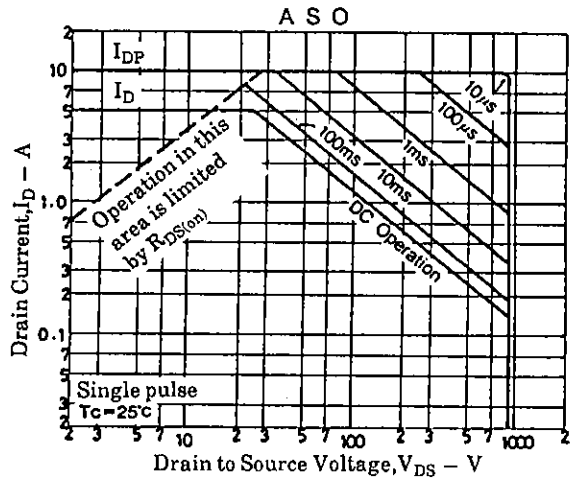 A S O
2
10
7
5
3
2
1.0
7
5
3
2
0.1
7
5
3
2
I_DP
I_D
10μs
100μs
1ms
10ms
100ms
DC Operation
Operation in this
area is limited
by R_DS(on)
Single pulse
Tc=25℃
2 3 5 7 10 2 3 5 7 100 2 3 5 7 1000 2
Drain Current, I_D – A
Drain to Source Voltage, V_DS – V